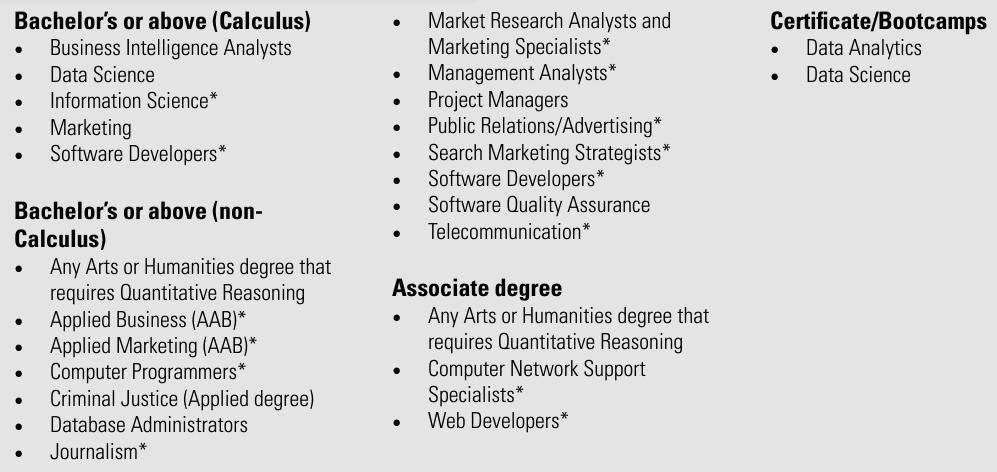 Bachelor's or above (Calculus)
• Business Intelligence Analysts
• Data Science
• Information Science*
• Marketing
• Software Developers*
Bachelor's or above (non-
Calculus)
• Any Arts or Humanities degree that
requires Quantitative Reasoning
• Applied Business (AAB)*
• Applied Marketing (AAB)*
• Computer Programmers*
• Criminal Justice (Applied degree)
• Database Administrators
• Journalism*
• Market Research Analysts and
Marketing Specialists*
• Management Analysts*
• Project Managers
• Public Relations/Advertising*
• Search Marketing Strategists*
• Software Developers*
• Software Quality Assurance
• Telecommunication*
Associate degree
• Any Arts or Humanities degree that
requires Quantitative Reasoning
• Computer Network Support
Specialists*
• Web Developers*
Certificate/Bootcamps
• Data Analytics
• Data Science